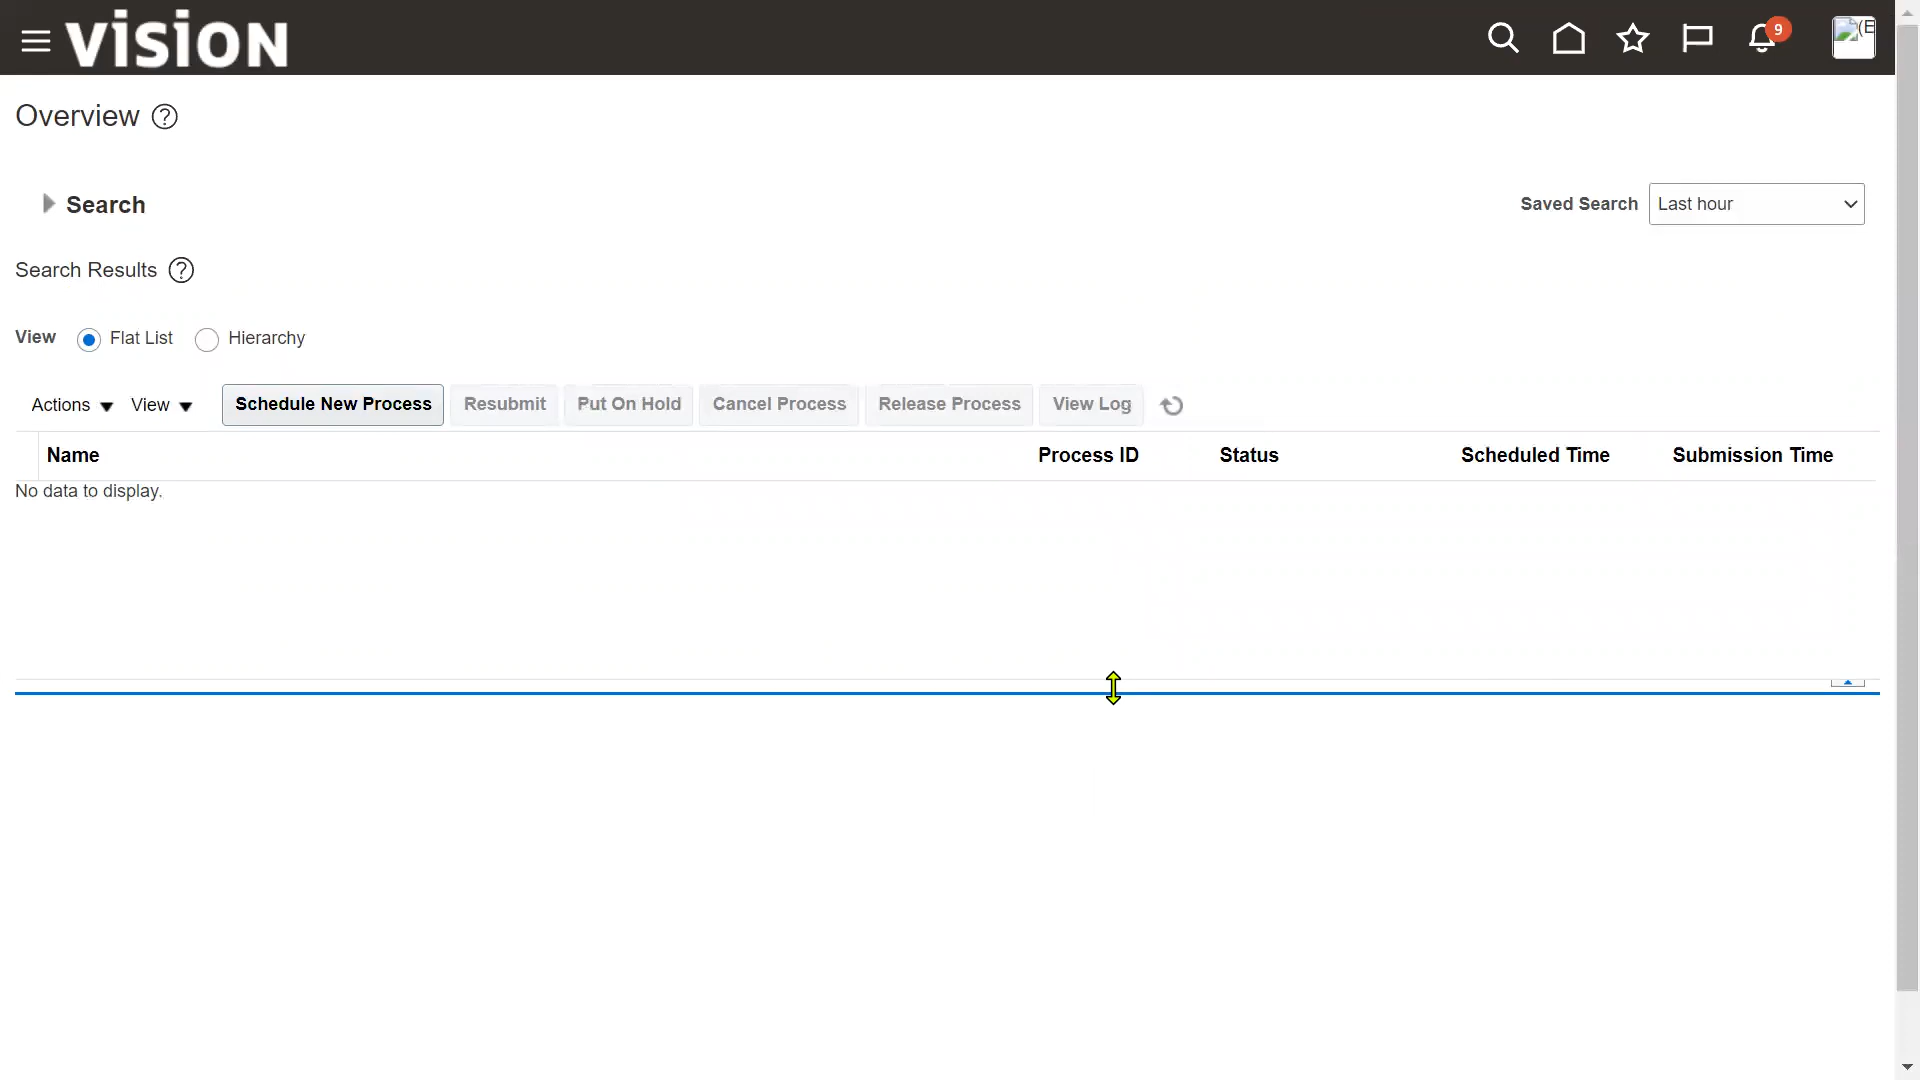 vision
9
(E
Overview ?
Search
Saved Search Last hour
Search Results ?
View Flat List Hierarchy
Actions View Schedule New Process Resubmit Put On Hold Cancel Process Release Process View Log
Name Process ID Status Scheduled Time Submission Time
No data to display.